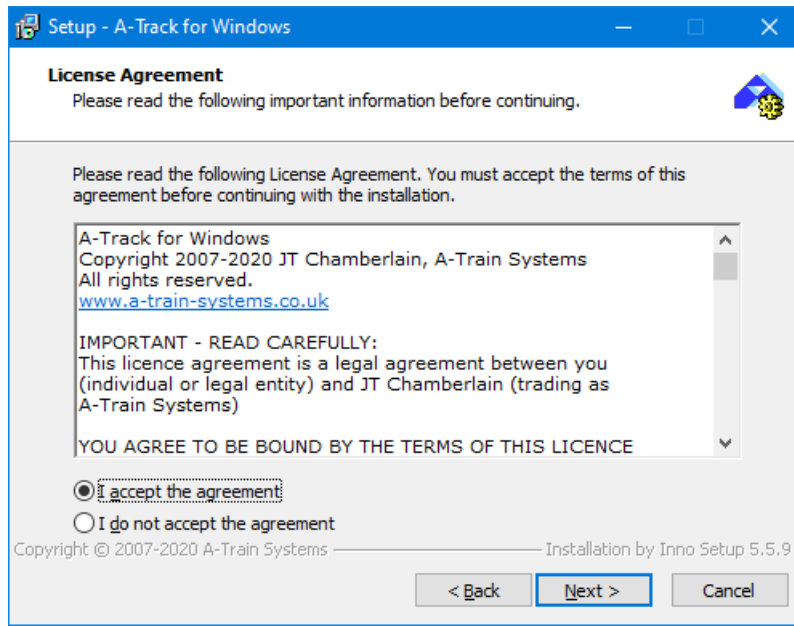 Setup - A-Track for Windows
License Agreement
Please read the following important information before continuing.
Please read the following License Agreement. You must accept the terms of this
agreement before continuing with the installation.
A-Track for Windows
Copyright 2007-2020 JT Chamberlain, A-Train Systems
All rights reserved.
www.a-train-systems.co.uk
IMPORTANT - READ CAREFULLY:
This licence agreement is a legal agreement between you
(individual or legal entity) and JT Chamberlain (trading as
A-Train Systems)
YOU AGREE TO BE BOUND BY THE TERMS OF THIS LICENCE
I accept the agreement
I do not accept the agreement
Copyright © 2007-2020 A-Train Systems Installation by Inno Setup 5.5.9
< Back Next > Cancel